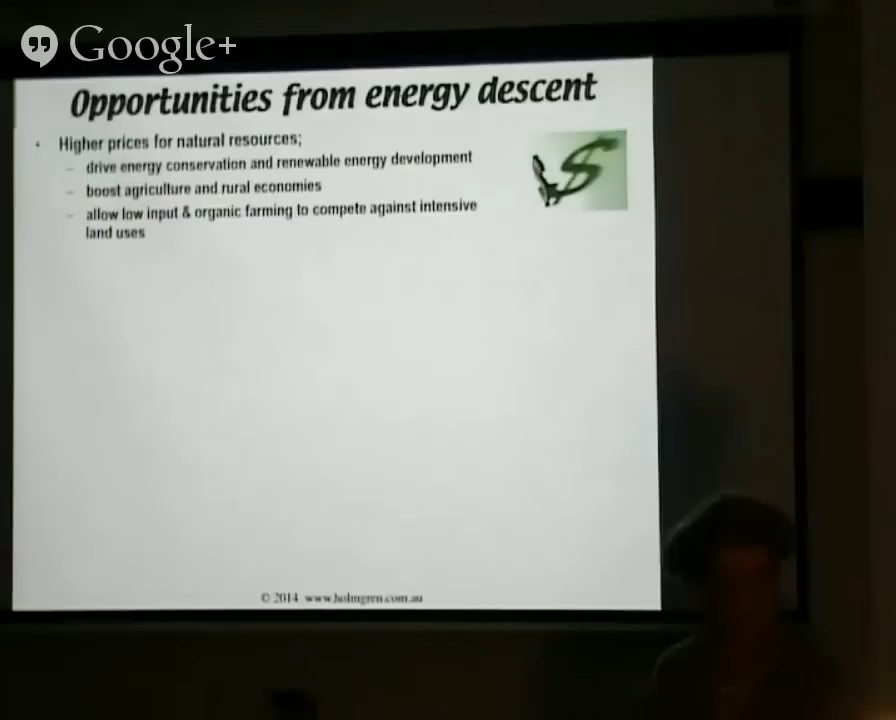 Google+
Opportunities from energy descent
• Higher prices for natural resources;
– drive energy conservation and renewable energy development
– boost agriculture and rural economies
– allow low input & organic farming to compete against intensive
land uses
$
© 2014 www.holmgren.com.au